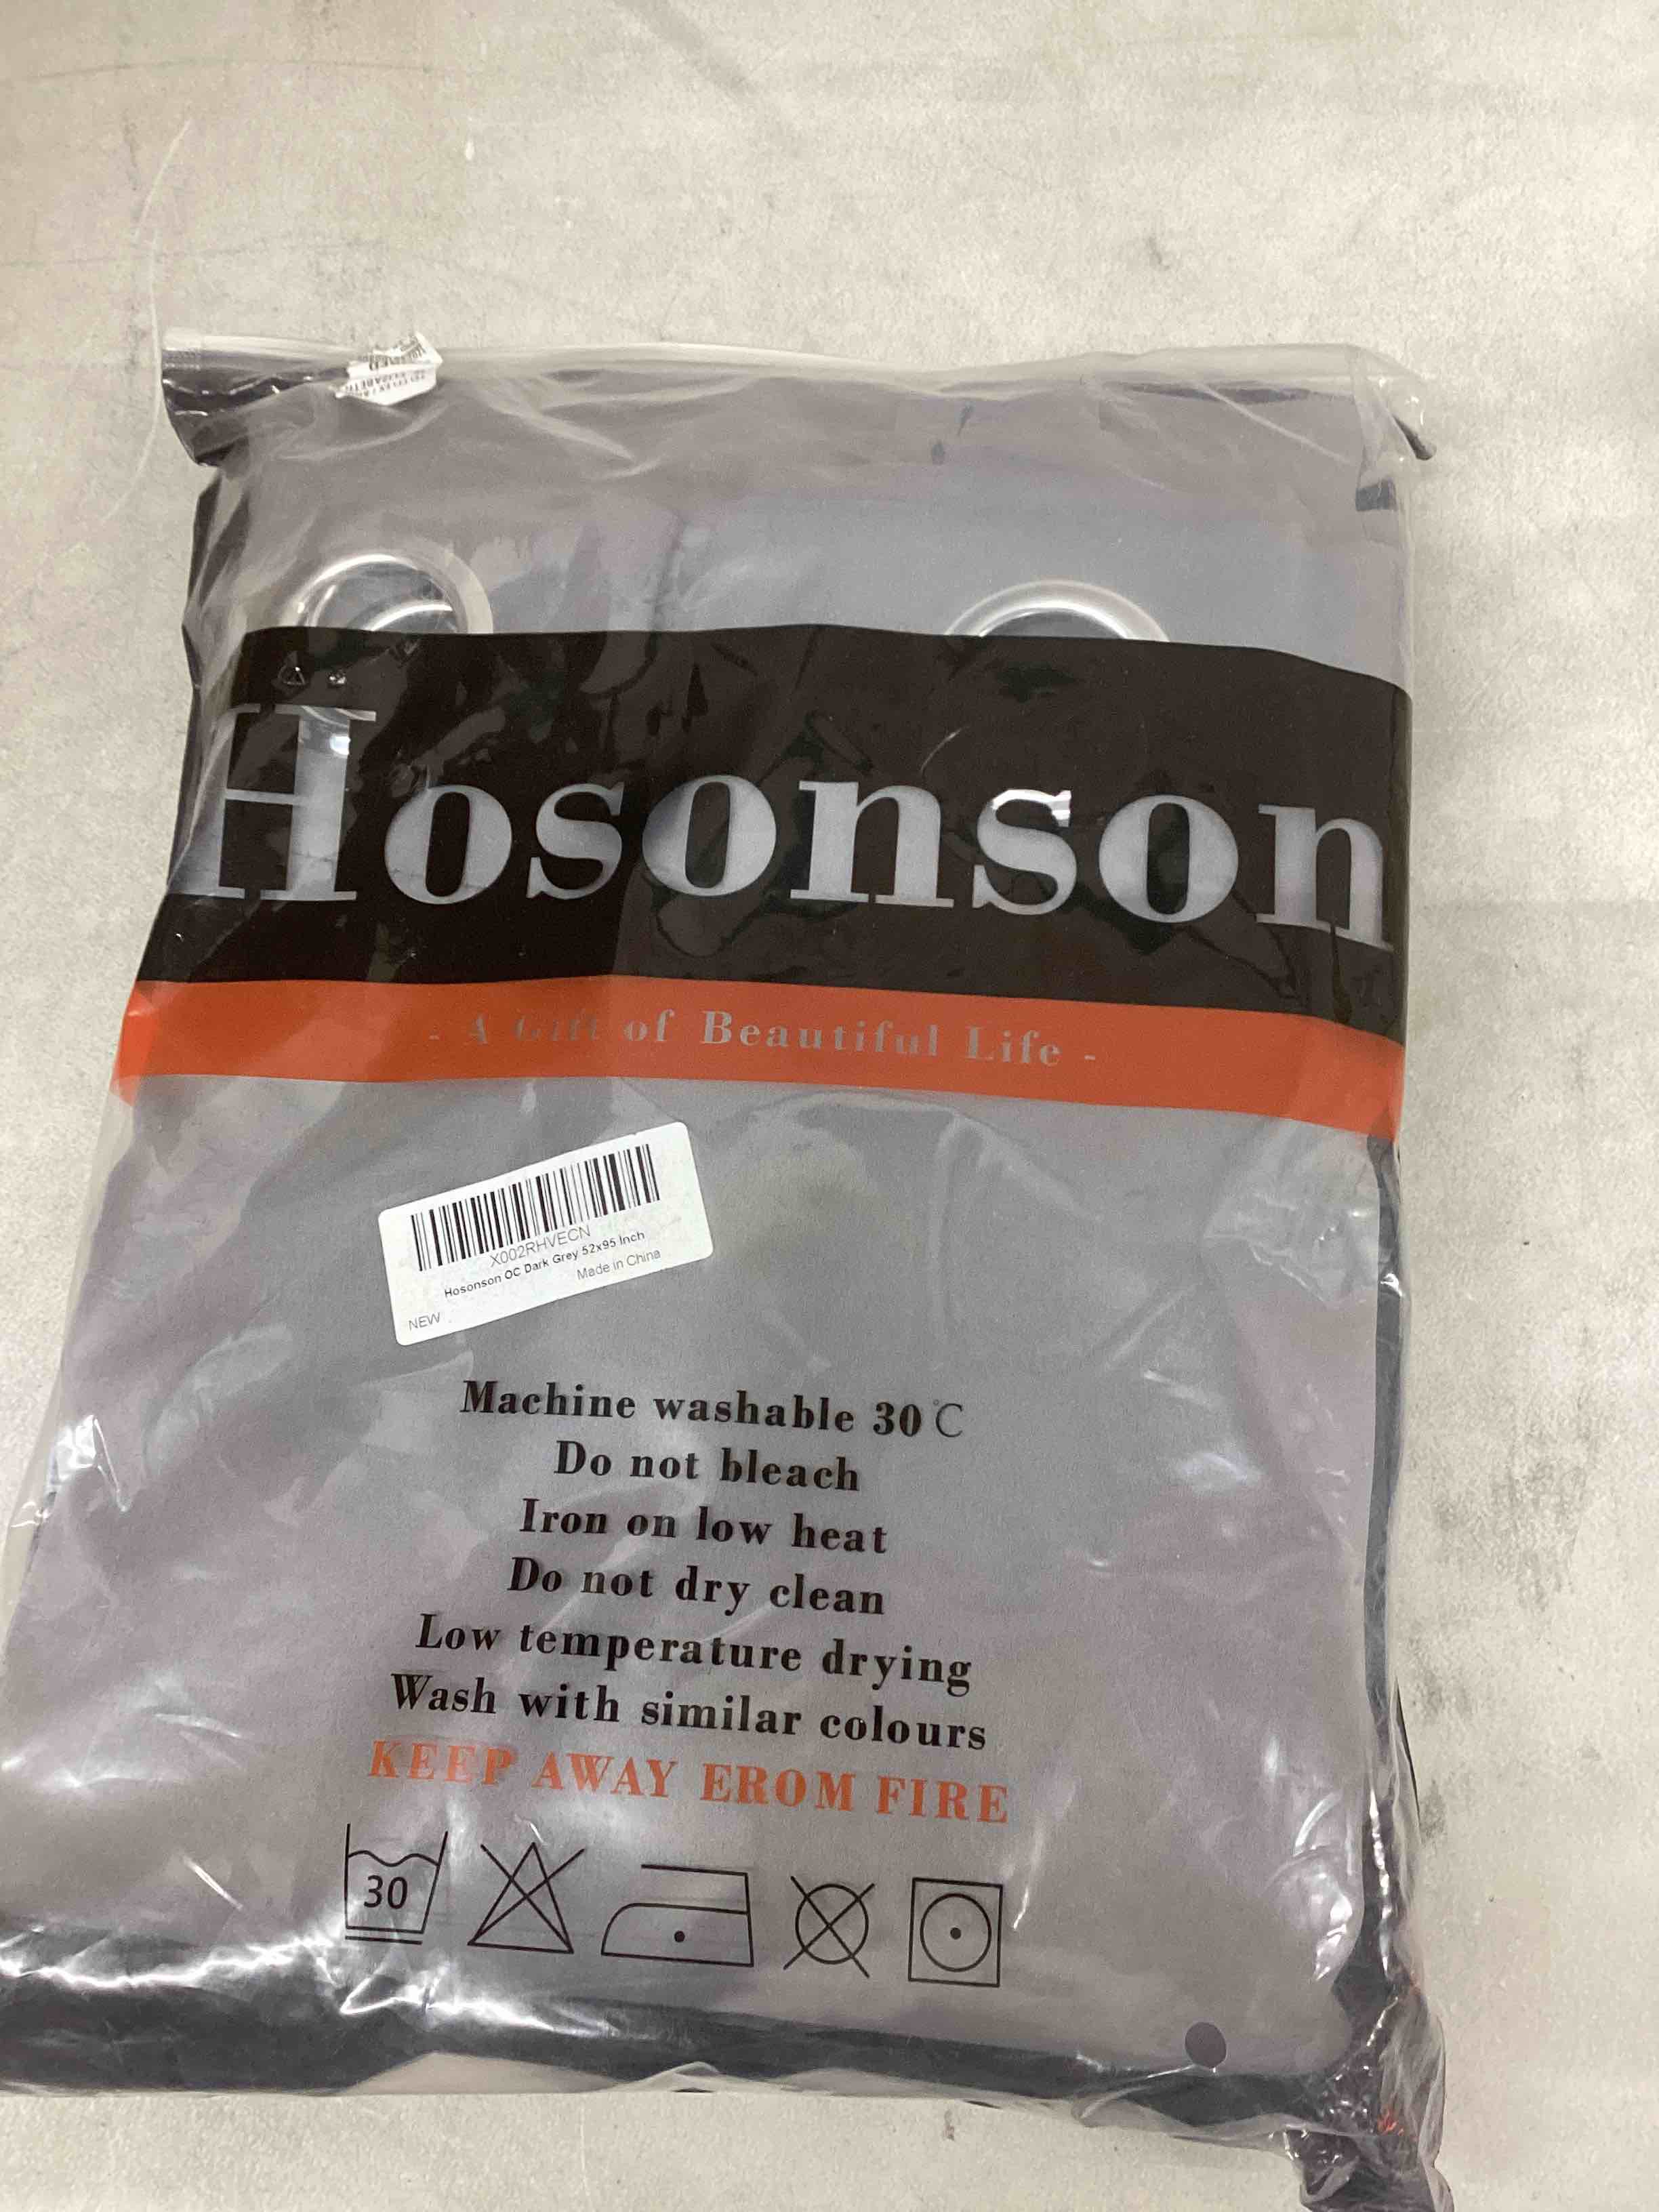 Hosonson
- A Gift of Beautiful Life -
X002RHVECN
Hosonson OC Dark Grey 52x95 Inch
Made in China
NEW
Machine washable 30℃
Do not bleach
Iron on low heat
Do not dry clean
Low temperature drying
Wash with similar colours
KEEP AWAY EROM FIRE
30